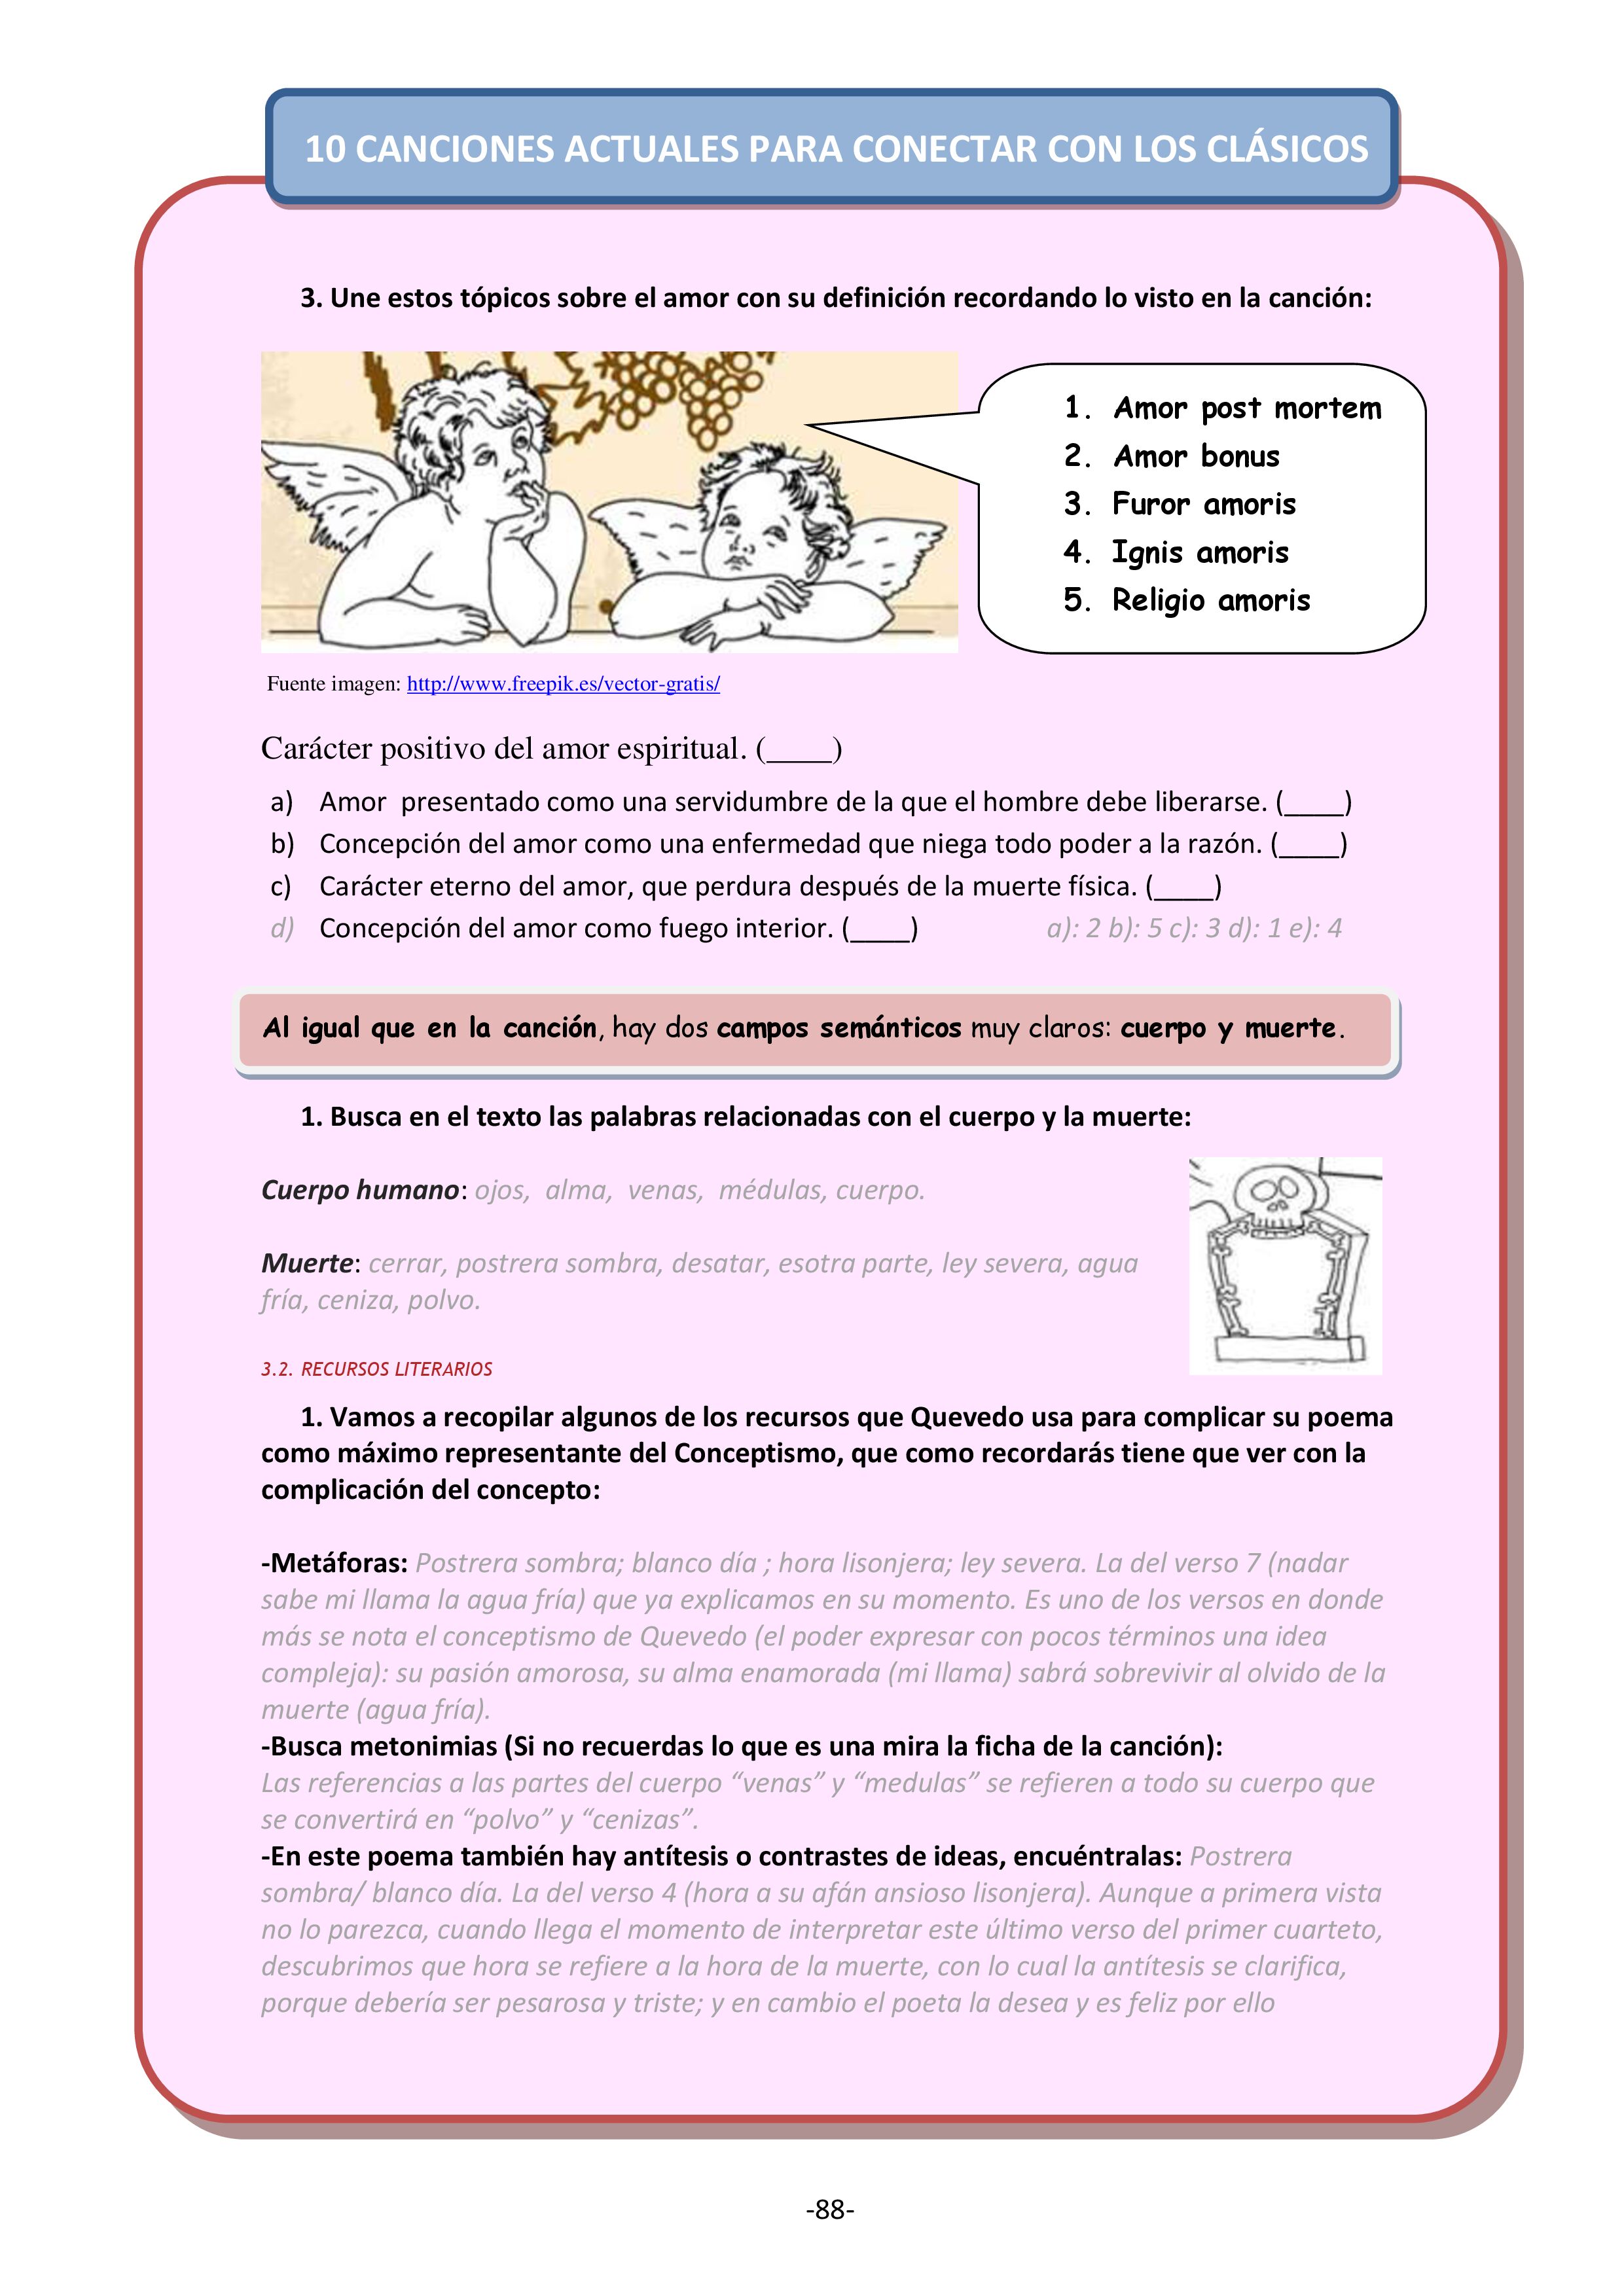 10 CANCIONES ACTUALES PARA CONECTAR CON LOS CLÁSICOS
3. Une estos tópicos sobre el amor con su definición recordando lo visto en la canción:
1. Amor post mortem
2. Amor bonus
3. Furor amoris
4. Ignis amoris
5. Religio amoris
Fuente imagen: http://www.freepik.es/vector-gratis/
Carácter positivo del amor espiritual. (____)
a) Amor presentado como una servidumbre de la que el hombre debe liberarse. (____)
b) Concepción del amor como una enfermedad que niega todo poder a la razón. (____)
c) Carácter eterno del amor, que perdura después de la muerte física. (____)
d) Concepción del amor como fuego interior. (____) a): 2 b): 5 c): 3 d): 1 e): 4
Al igual que en la canción, hay dos campos semánticos muy claros: cuerpo y muerte.
1. Busca en el texto las palabras relacionadas con el cuerpo y la muerte:
Cuerpo humano: ojos, alma, venas, médulas, cuerpo.
Muerte: cerrar, postrera sombra, desatar, esotra parte, ley severa, agua
fría, ceniza, polvo.
3.2. RECURSOS LITERARIOS
1. Vamos a recopilar algunos de los recursos que Quevedo usa para complicar su poema
como máximo representante del Conceptismo, que como recordarás tiene que ver con la
complicación del concepto:
-Metáforas: Postrera sombra; blanco día ; hora lisonjera; ley severa. La del verso 7 (nadar
sabe mi llama la agua fría) que ya explicamos en su momento. Es uno de los versos en donde
más se nota el conceptismo de Quevedo (el poder expresar con pocos términos una idea
compleja): su pasión amorosa, su alma enamorada (mi llama) sabrá sobrevivir al olvido de la
muerte (agua fría).
-Busca metonimias (Si no recuerdas lo que es una mira la ficha de la canción):
Las referencias a las partes del cuerpo “venas” y “medulas” se refieren a todo su cuerpo que
se convertirá en “polvo” y “cenizas”.
-En este poema también hay antítesis o contrastes de ideas, encuéntralas: Postrera
sombra/ blanco día. La del verso 4 (hora a su afán ansioso lisonjera). Aunque a primera vista
no lo parezca, cuando llega el momento de interpretar este último verso del primer cuarteto,
descubrimos que hora se refiere a la hora de la muerte, con lo cual la antítesis se clarifica,
porque debería ser pesarosa y triste; y en cambio el poeta la desea y es feliz por ello
-88-